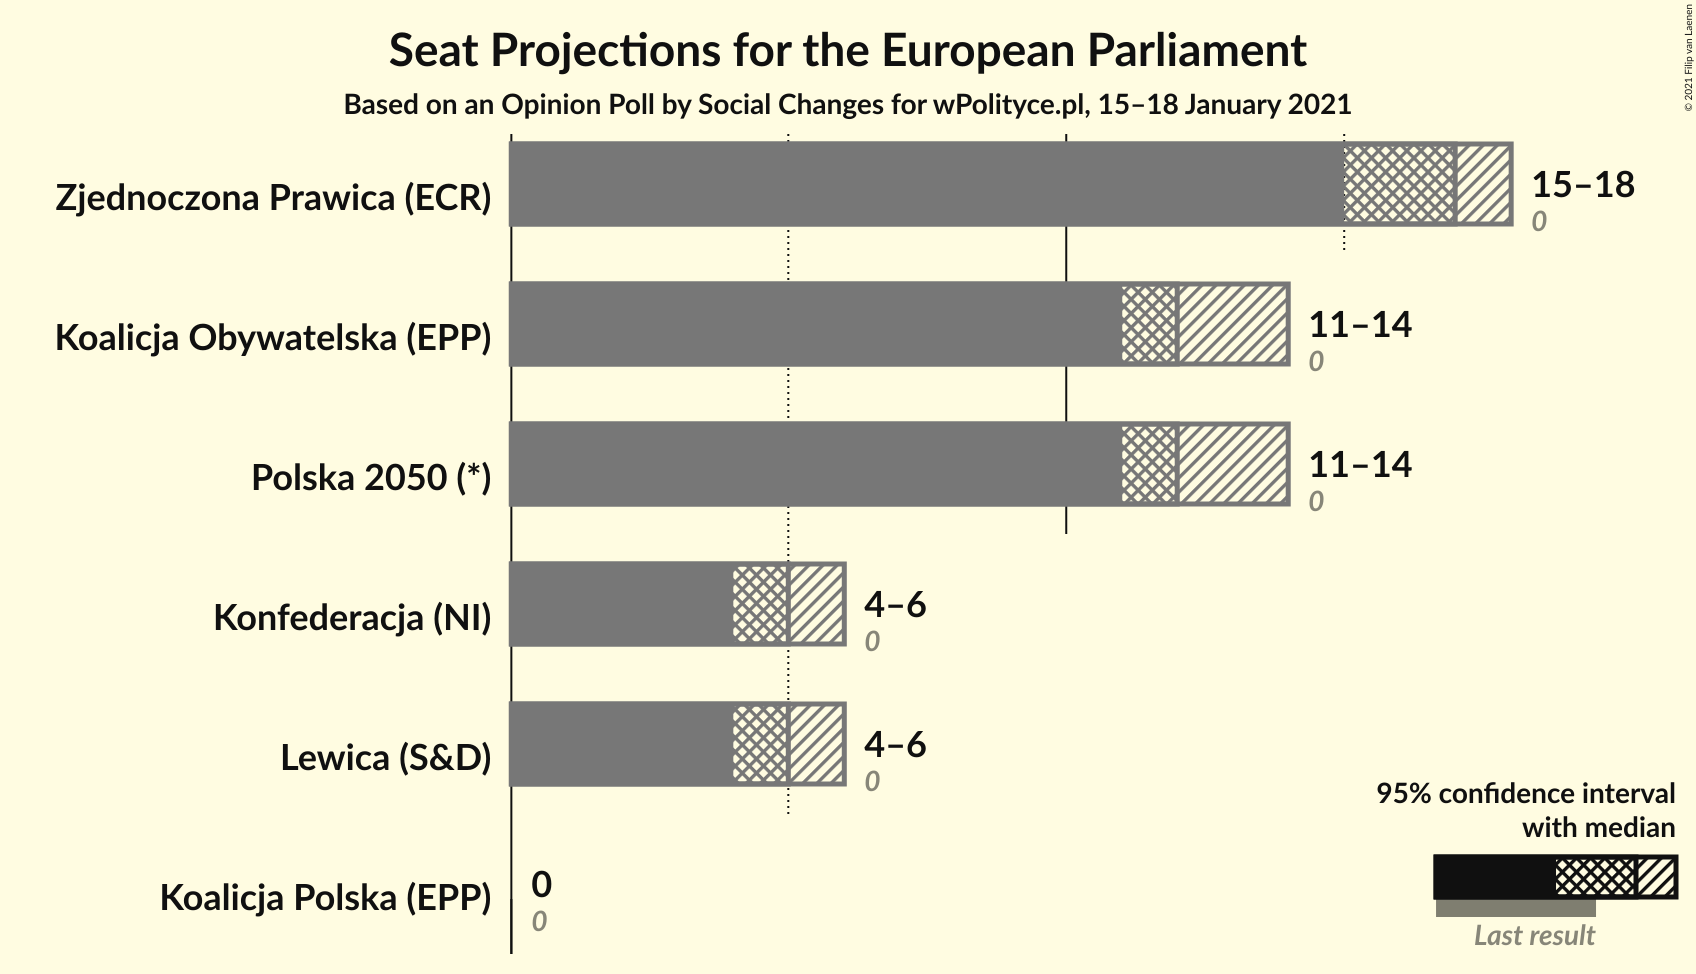 Seat Projections for the European Parliament
Based on an Opinion Poll by Social Changes for wPolityce.pl, 15–18 January 2021
© 2021 Filip van Laenen
Zjednoczona Prawica (ECR)
15–18
0
Koalicja Obywatelska (EPP)
11–14
0
Polska 2050 (*)
11–14
0
Konfederacja (NI)
4–6
0
Lewica (S&D)
4–6
0
Koalicja Polska (EPP)
0
0
95% confidence interval
with median
Last result